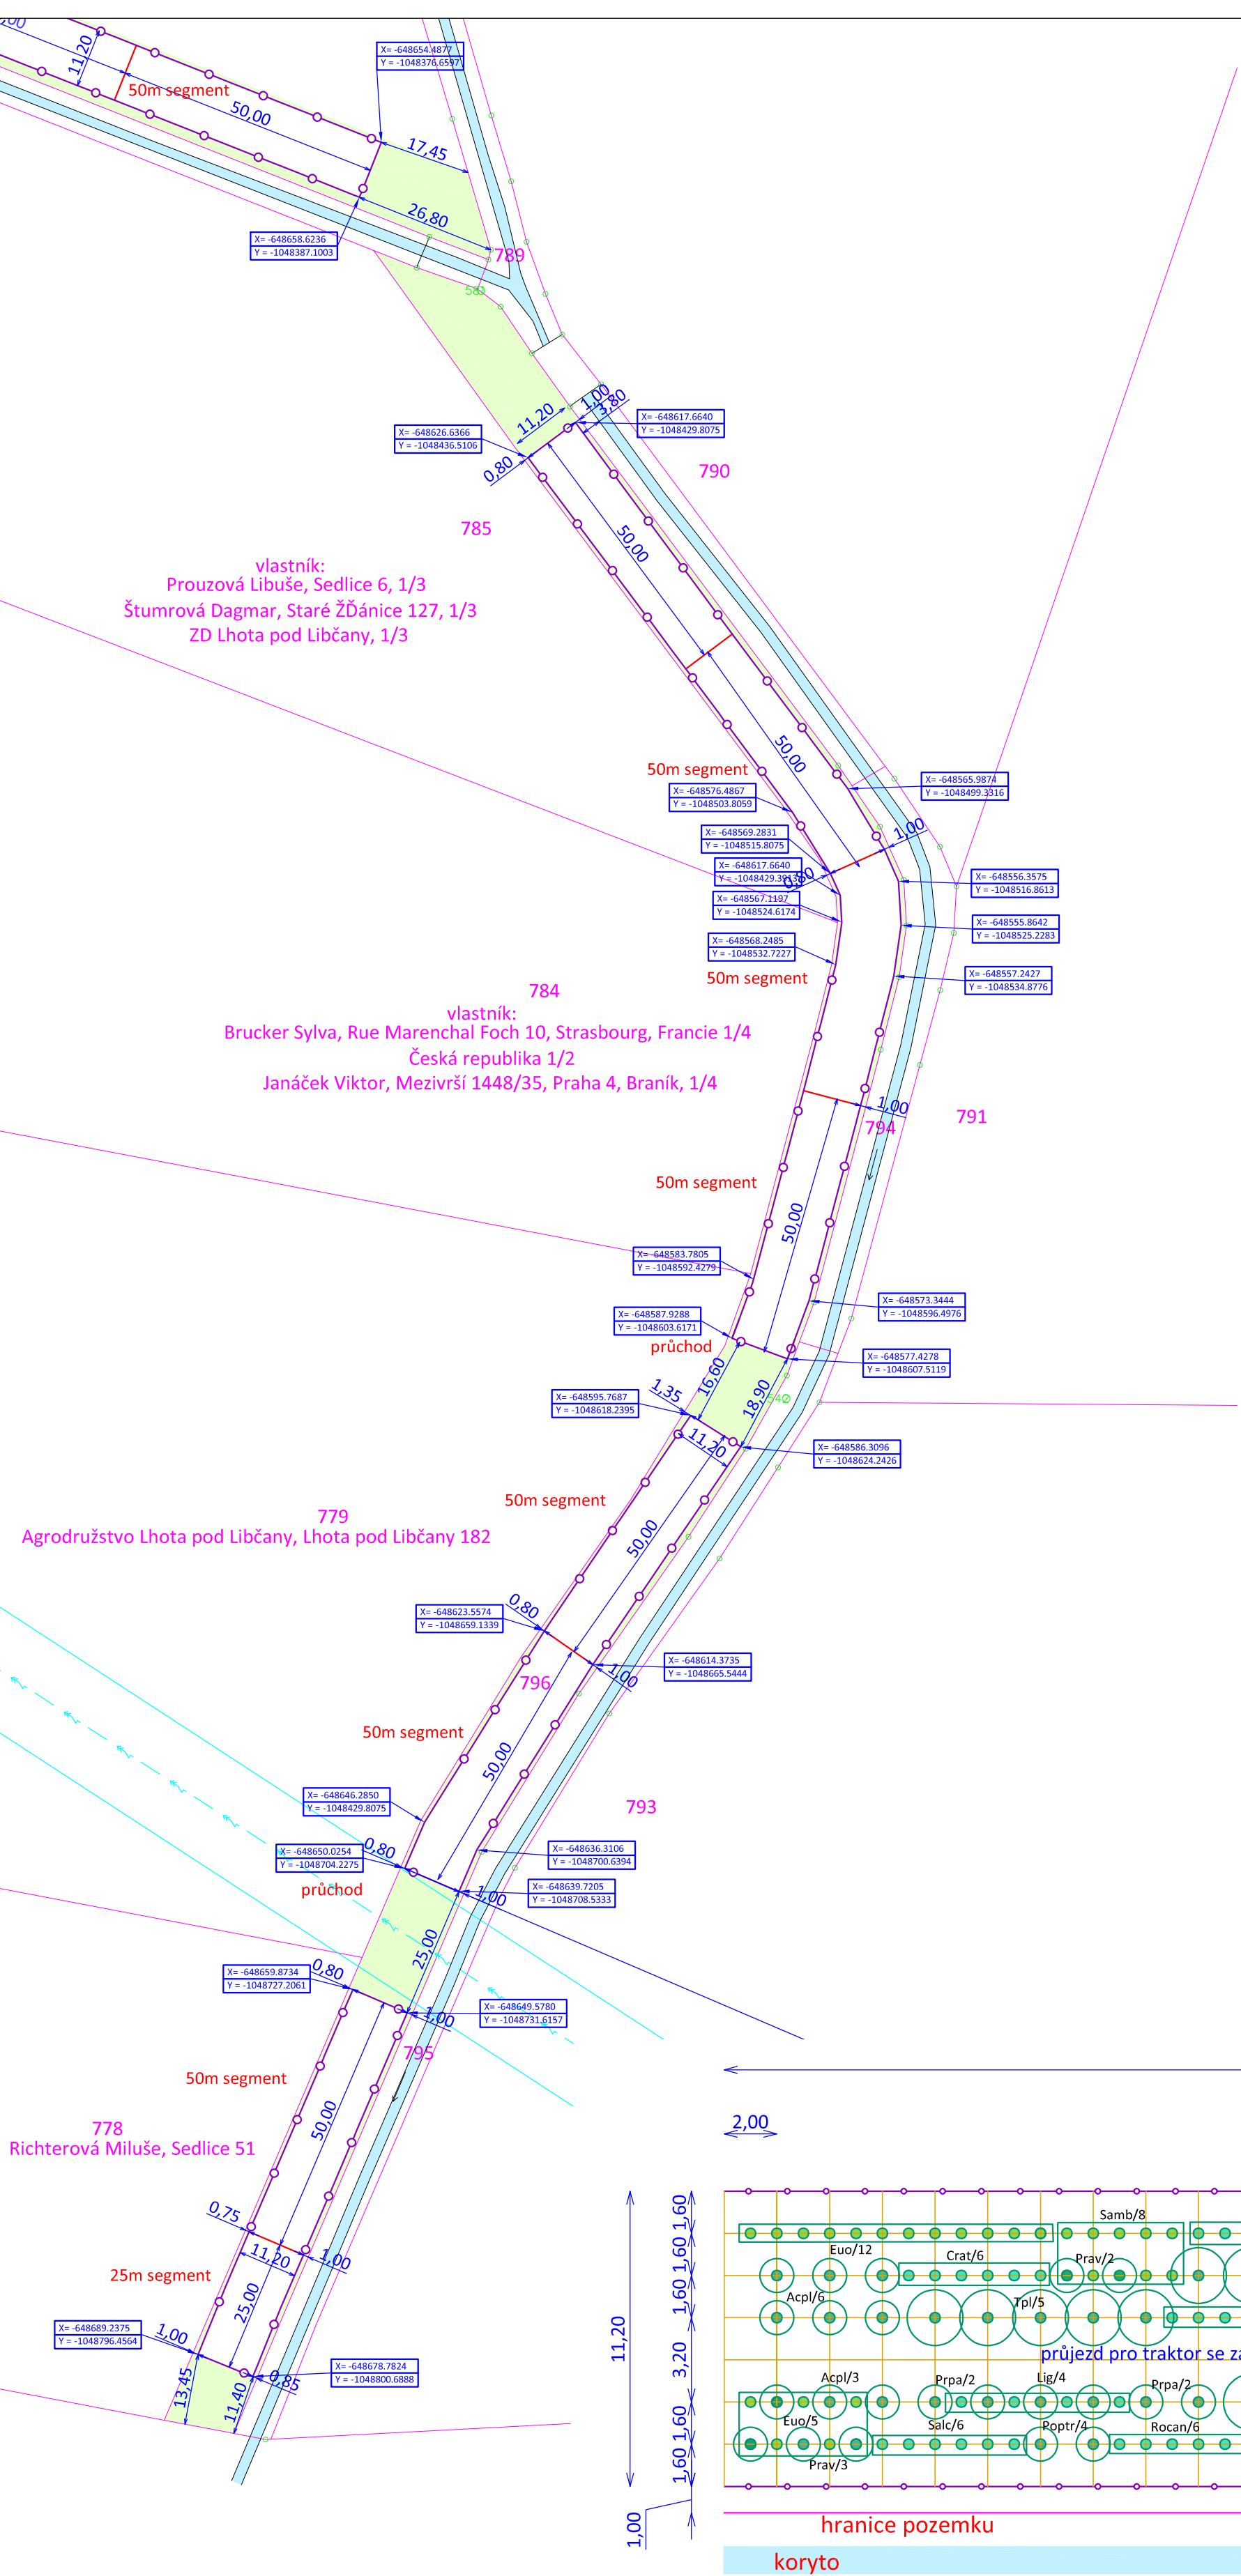 11,20
50m segment
50,00
X= -648654.4877
Y = -1048376.6597
17,45
26,80
X= -648658.6236
Y = -1048387.1003
789
580
11,20
1,00
X= -648617.6640
Y = -1048429.8075
X= -648626.6366
Y = -1048436.5106
0,80
790
785
50,00
vlastník:
Prouzová Libuše, Sedlice 6, 1/3
Štumrová Dagmar, Staré ŽĎánice 127, 1/3
ZD Lhota pod Libčany, 1/3
50,00
50m segment
X= -648565.9874
Y = -1048499.3316
X= -648576.4867
Y = -1048503.8059
1,00
X= -648569.2831
Y = -1048515.8075
X= -648617.6640
0,80
X= -648556.3575
Y = -1048516.8613
X= -648567.1197
Y = -1048524.6174
X= -648555.8642
Y = -1048525.2283
X= -648568.2485
Y = -1048532.7227
50m segment
X= -648557.2427
Y = -1048534.8776
784
vlastník:
Brucker Sylva, Rue Marenchal Foch 10, Strasbourg, Francie 1/4
Česká republika 1/2
Janáček Viktor, Mezivrší 1448/35, Praha 4, Braník, 1/4
1,00
794
791
50m segment
50,00
X= -648583.7805
Y = -1048592.4279
X= -648573.3444
Y = -1048596.4976
X= -648587.9288
Y = -1048603.6171
průchod
X= -648577.4278
Y = -1048607.5119
16,60
1,35
18,90
X= -648595.7687
Y = -1048618.2395
11,20
X= -648586.3096
Y = -1048624.2426
50m segment
779
Agrodružstvo Lhota pod Libčany, Lhota pod Libčany 182
50,00
0,80
X= -648623.5574
Y = -1048659.1339
X= -648614.3735
Y = -1048665.5444
1,00
796
50m segment
50,00
X= -648646.2850
Y = -1048429.8075
793
0,80
X= -648650.0254
Y = -1048704.2275
X= -648636.3106
Y = -1048700.6394
průchod
X= -648639.7205
Y = -1048708.5333
1,00
25,00
0,80
X= -648659.8734
Y = -1048727.2061
X= -648649.5780
Y = -1048731.6157
1,00
795
50m segment
50,00
778
Richterová Miluše, Sedlice 51
0,75
11,20
1,00
25m segment
25,00
X= -648689.2375
Y = -1048796.4564
1,00
X= -648678.7824
Y = -1048800.6888
0,85
13,45
11,40
2,00
1,60
1,60
1,60
3,20
1,60
1,60
11,20
1,00
Samb/8
Euo/12
Crat/6
Prav/2
Acpl/6
Tpl/5
průjezd pro traktor se
Acpl/3
Prpa/2
Lig/4
Prpa/2
Euo/5
Salc/6
Poptr/4
Rocan/6
Prav/3
hranice pozemku
koryto